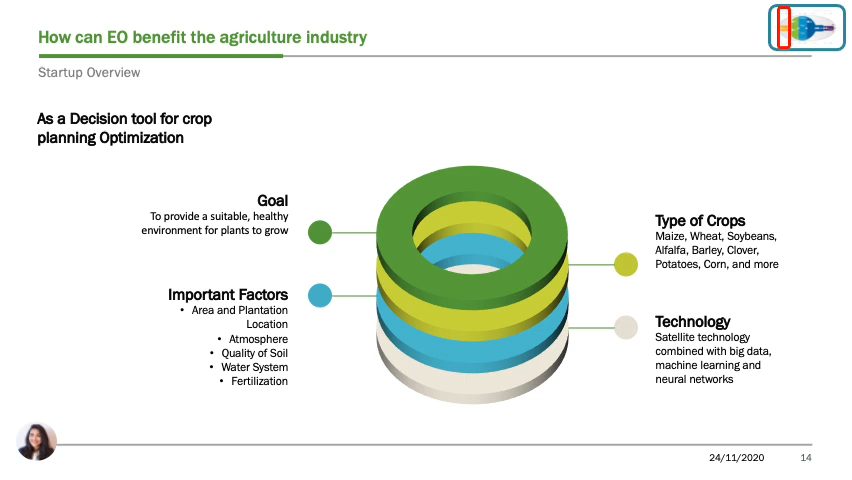 How can EO benefit the agriculture industry
Startup Overview
As a Decision tool for crop
planning Optimization
Goal
To provide a suitable, healthy
environment for plants to grow
Important Factors
• Area and Plantation
Location
• Atmosphere
• Quality of Soil
• Water System
• Fertilization
Type of Crops
Maize, Wheat, Soybeans,
Alfalfa, Barley, Clover,
Potatoes, Corn, and more
Technology
Satellite technology
combined with big data,
machine learning and
neural networks
24/11/2020
14